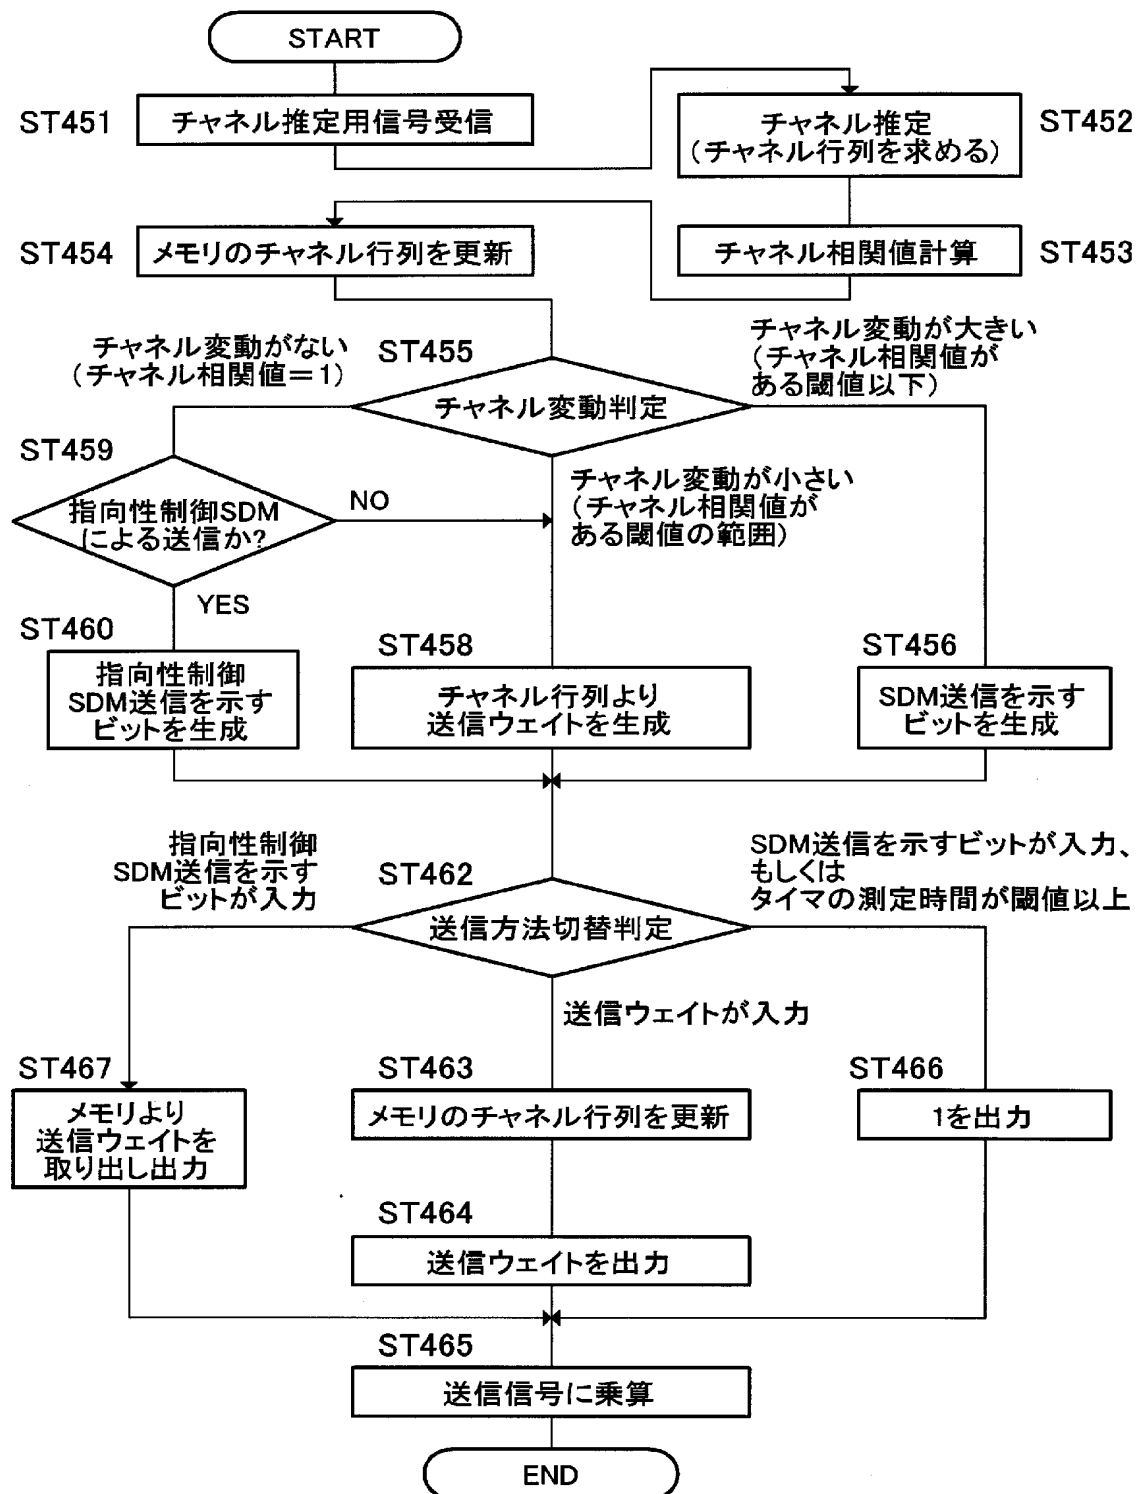 START
ST451
チャネル推定用信号受信
チャネル推定
(チャネル行列を求める)
ST452
ST454
メモリのチャネル行列を更新
チャネル相関値計算
ST453
チャネル変動がない
(チャネル相関値=1)
ST455
チャネル変動判定
チャネル変動が大きい
(チャネル相関値が
ある閾値以下)
ST459
指向性制御SDM
による送信か?
NO
YES
チャネル変動が小さい
(チャネル相関値が
ある閾値の範囲)
ST460
指向性制御
SDM送信を示す
ビットを生成
ST458
チャネル行列より
送信ウェイトを生成
ST456
SDM送信を示す
ビットを生成
指向性制御
SDM送信を示す
ビットが入力
ST462
送信方法切替判定
SDM送信を示すビットが入力、
もしくは
タイマの測定時間が閾値以上
送信ウェイトが入力
ST467
メモリより
送信ウェイトを
取り出し出力
ST463
メモリのチャネル行列を更新
ST466
1を出力
ST464
送信ウェイトを出力
ST465
送信信号に乗算
END